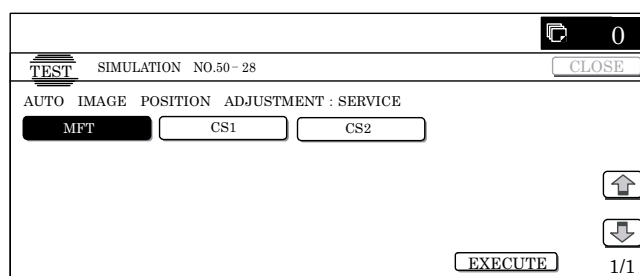 0
TEST SIMULATION NO.50-28 CLOSE
AUTO IMAGE POSITION ADJUSTMENT : SERVICE
MFT CS1 CS2
EXECUTE 1/1